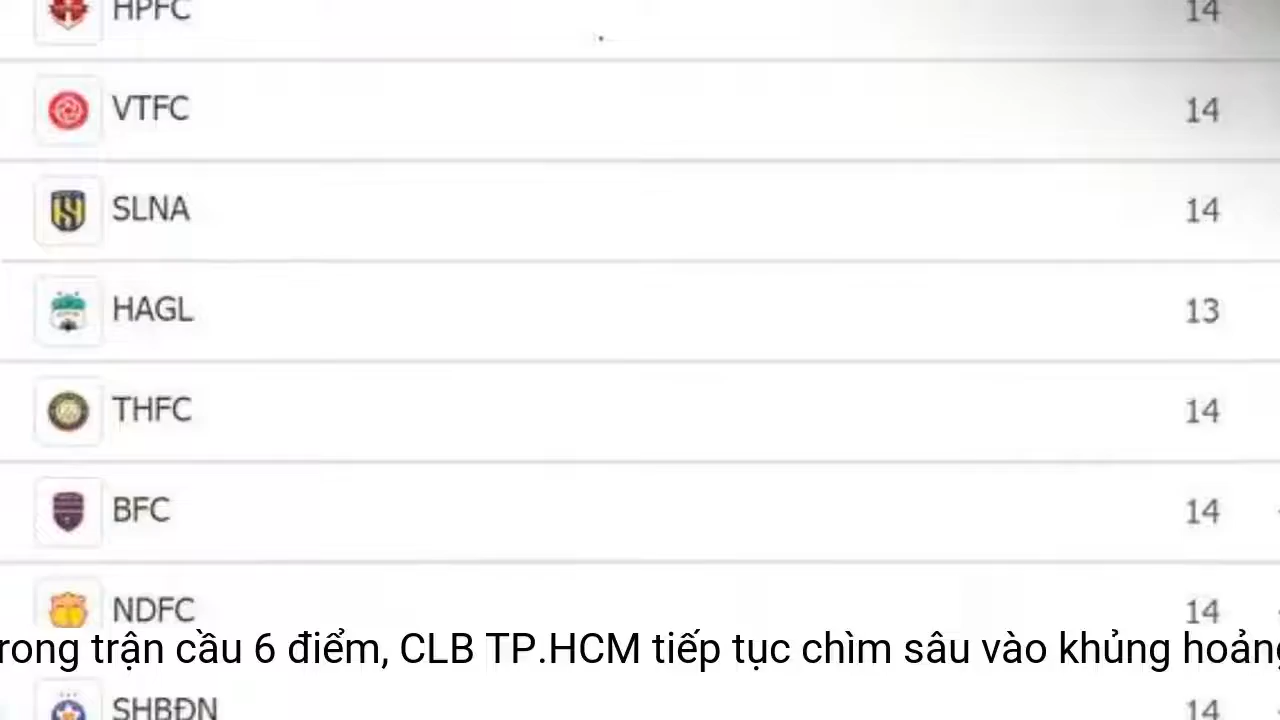 HPFC 14
VTFC 14
SLNA 14
HAGL 13
THFC 14
BFC 14
NDFC 14
rong trận cầu 6 điểm, CLB TP.HCM tiếp tục chìm sâu vào khủng hoảng
SHBĐN 14